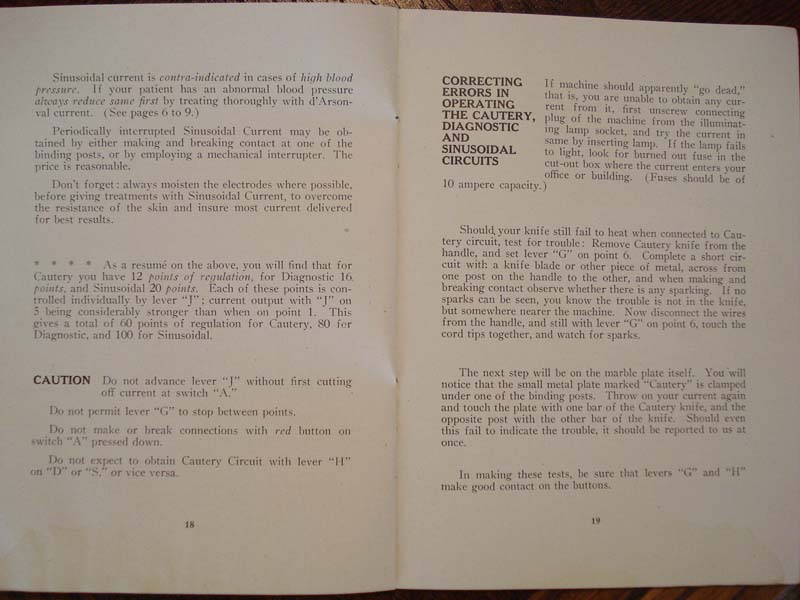 Sinusoidal current is contra-indicated in cases of high blood
pressure. If your patient has an abnormal blood pressure
always reduce same first by treating thoroughly with d'Arson-
val current. (See pages 6 to 9.)
Periodically interrupted Sinusoidal Current may be ob-
tained by either making and breaking contact at one of the
binding posts, or by employing a mechanical interrupter. The
price is reasonable.
Don't forget: always moisten the electrodes where possible,
before giving treatments with Sinusoidal Current, to overcome
the resistance of the skin and insure most current delivered
for best results.
* * * * As a resumé on the above, you will find that for
Cautery you have 12 points of regulation, for Diagnostic 16
points, and Sinusoidal 20 points. Each of these points is con-
trolled individually by lever "J"; current output with "J" on
5 being considerably stronger than when on point 1. This
gives a total of 60 points of regulation for Cautery, 80 for
Diagnostic, and 100 for Sinusoidal.
CAUTION Do not advance lever "J" without first cutting
off current at switch "A."
Do not permit lever "G" to stop between points.
Do not make or break connections with red button on
switch "A" pressed down.
Do not expect to obtain Cautery Circuit with lever "H"
on "D" or "S," or vice versa.
18
CORRECTING
ERRORS IN
OPERATING
THE CAUTERY,
DIAGNOSTIC
AND
SINUSOIDAL
CIRCUITS
If machine should apparently "go dead,"
that is, you are unable to obtain any cur-
rent from it, first unscrew connecting
plug of the machine from the illuminat-
ing lamp socket, and try the current in
same by inserting lamp. If the lamp fails
to light, look for burned out fuse in the
cut-out box where the current enters your
office or building. (Fuses should be of
10 ampere capacity.)
Should your knife still fail to heat when connected to Cau-
tery circuit, test for trouble: Remove Cautery knife from the
handle, and set lever "G" on point 6. Complete a short cir-
cuit with a knife blade or other piece of metal, across from
one post on the handle to the other, and when making and
breaking contact observe whether there is any sparking. If no
sparks can be seen, you know the trouble is not in the knife,
but somewhere nearer the machine. Now disconnect the wires
from the handle, and still with lever "G" on point 6, touch the
cord tips together, and watch for sparks.
The next step will be on the marble plate itself. You will
notice that the small metal plate marked "Cautery" is clamped
under one of the binding posts. Throw on your current again
and touch the plate with one bar of the Cautery knife, and the
opposite post with the other bar of the knife. Should even
this fail to indicate the trouble, it should be reported to us at
once.
In making these tests, be sure that levers "G" and "H"
make good contact on the buttons.
19